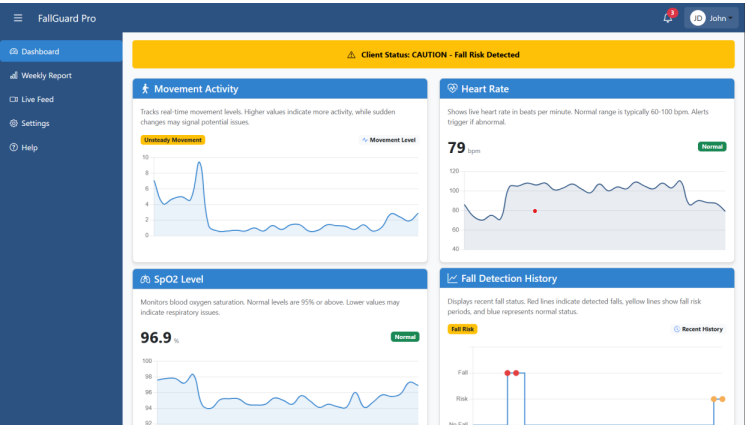 FallGuard Pro
3
JD John
Dashboard
Weekly Report
Live Feed
Settings
Help
Client Status: CAUTION - Fall Risk Detected
Movement Activity
Tracks real-time movement levels. Higher values indicate more activity, while sudden
changes may signal potential issues.
Unsteady Movement
Movement Level
10
8
6
4
2
0
Heart Rate
Shows live heart rate in beats per minute. Normal range is typically 60-100 bpm. Alerts
trigger if abnormal.
79 bpm
Normal
120
100
80
60
40
SpO2 Level
Monitors blood oxygen saturation. Normal levels are 95% or above. Lower values may
indicate respiratory issues.
96.9 %
Normal
100
98
96
94
92
Fall Detection History
Displays recent fall status. Red lines indicate detected falls, yellow lines show fall risk
periods, and blue represents normal status.
Fall Risk
Recent History
Fall
Risk
No Fall